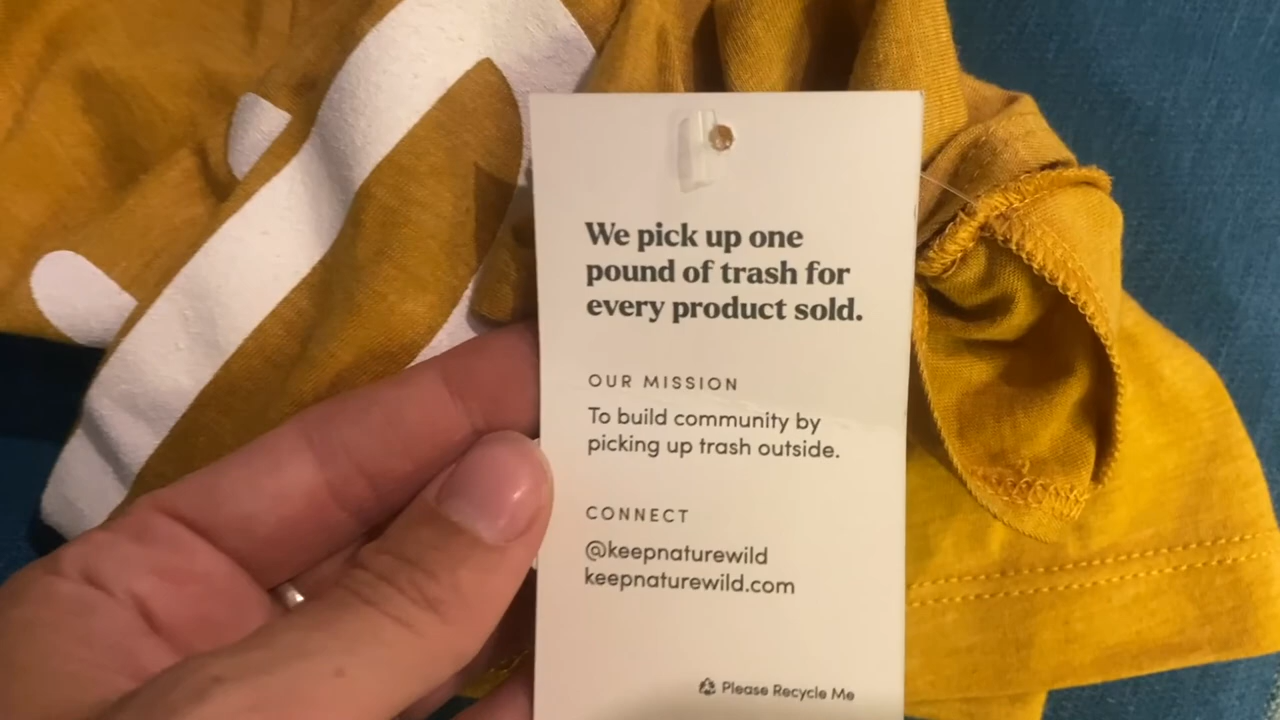 We pick up one
pound of trash for
every product sold.
OUR MISSION
To build community by
picking up trash outside.
CONNECT
@keepnaturewild
keepnaturewild.com
Please Recycle Me